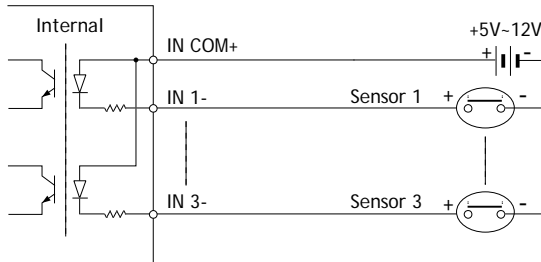 Internal
+5V~12V
IN COM+
+ -
IN 1-
Sensor 1
+ -
IN 3-
Sensor 3
+ -